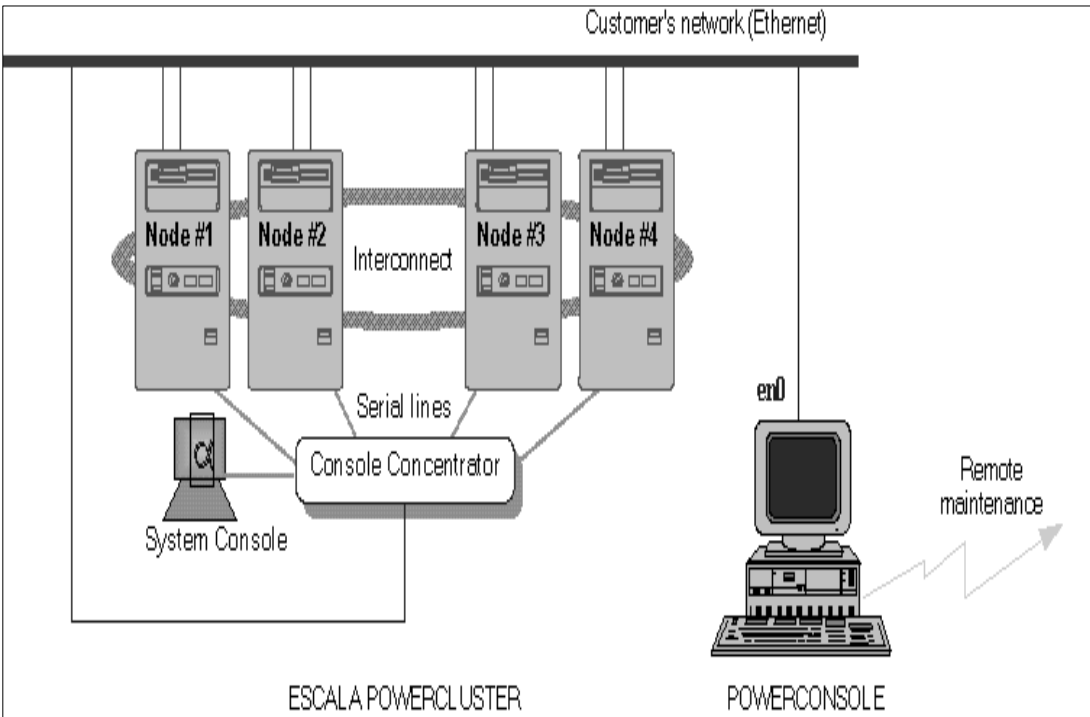 Customer's network (Ethernet)
Node #1
Node #2
Node #3
Node #4
Interconnect
Serial lines
en0
Console Concentrator
Remote
maintenance
System Console
ESCALA POWERCLUSTER
POWERCONSOLE